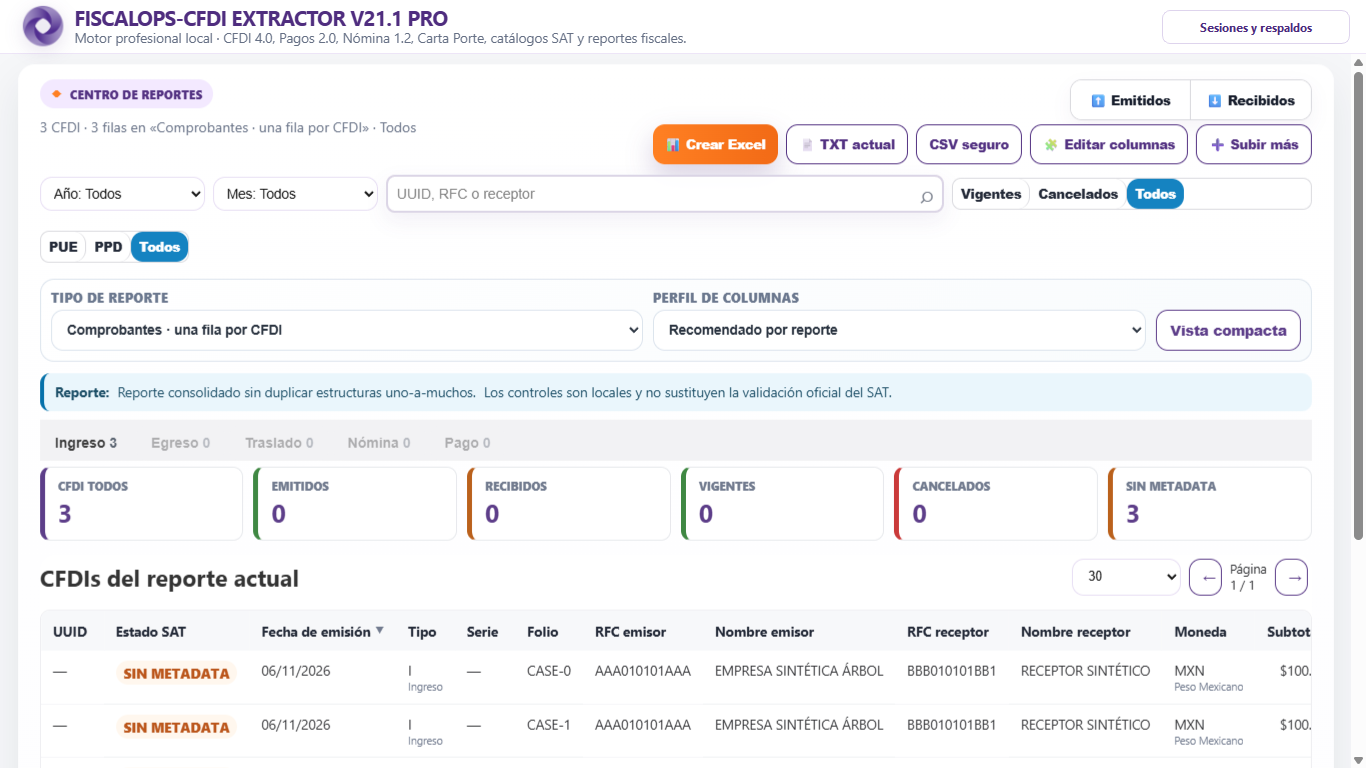 FISCALOPS-CFDI EXTRACTOR V21.1 PRO
Motor profesional local · CFDI 4.0, Pagos 2.0, Nómina 1.2, Carta Porte, catálogos SAT y reportes fiscales.
Sesiones y respaldos
CENTRO DE REPORTES
Emitidos Recibidos
3 CFDI · 3 filas en «Comprobantes · una fila por CFDI» · Todos
Crear Excel TXT actual CSV seguro Editar columnas Subir más
Año: Todos Mes: Todos UUID, RFC o receptor Vigentes Cancelados Todos
PUE PPD Todos
TIPO DE REPORTE PERFIL DE COLUMNAS
Comprobantes · una fila por CFDI Recomendado por reporte Vista compacta
Reporte: Reporte consolidado sin duplicar estructuras uno-a-muchos. Los controles son locales y no sustituyen la validación oficial del SAT.
Ingreso 3 Egreso 0 Traslado 0 Nómina 0 Pago 0
CFDI TODOS EMITIDOS RECIBIDOS VIGENTES CANCELADOS SIN METADATA
3 0 0 0 0 3
CFDIs del reporte actual
30 ← Página 1 / 1 →
UUID Estado SAT Fecha de emisión ▼ Tipo Serie Folio RFC emisor Nombre emisor RFC receptor Nombre receptor Moneda Subtot
— SIN METADATA 06/11/2026 I — CASE-0 AAA010101AAA EMPRESA SINTÉTICA ÁRBOL BBB010101BB1 RECEPTOR SINTÉTICO MXN $100.
Ingreso Peso Mexicano
— SIN METADATA 06/11/2026 I — CASE-1 AAA010101AAA EMPRESA SINTÉTICA ÁRBOL BBB010101BB1 RECEPTOR SINTÉTICO MXN $100.
Ingreso Peso Mexicano